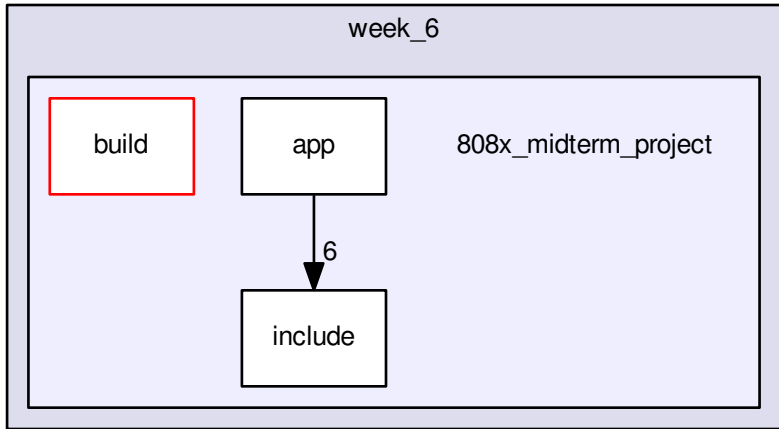 week_6
build
app
808x_midterm_project
6
include